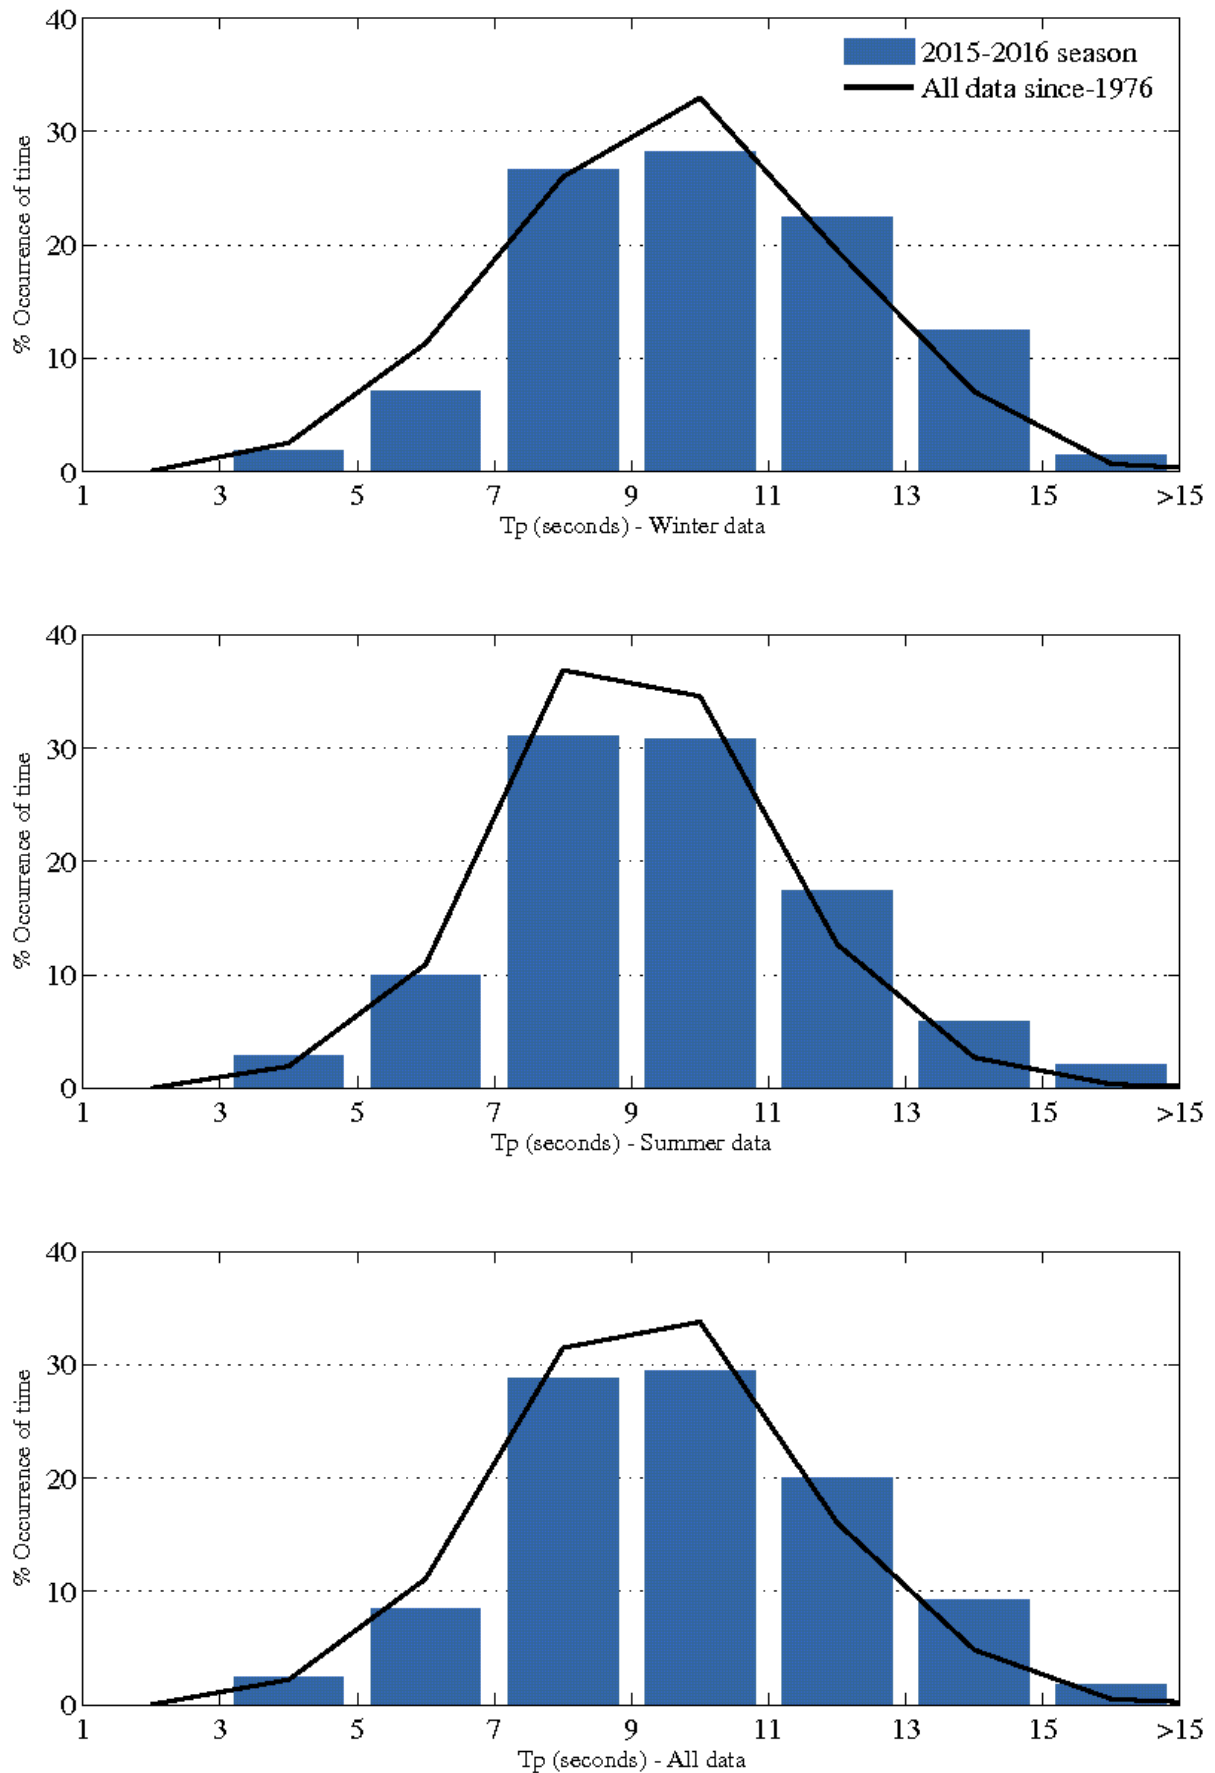 40
2015-2016 season
All data since-1976
30
20
10
0
% Occurrence of time
1 3 5 7 9 11 13 15 >15
Tp (seconds) - Winter data
40
30
20
10
0
% Occurrence of time
1 3 5 7 9 11 13 15 >15
Tp (seconds) - Summer data
40
30
20
10
0
% Occurrence of time
1 3 5 7 9 11 13 15 >15
Tp (seconds) - All data